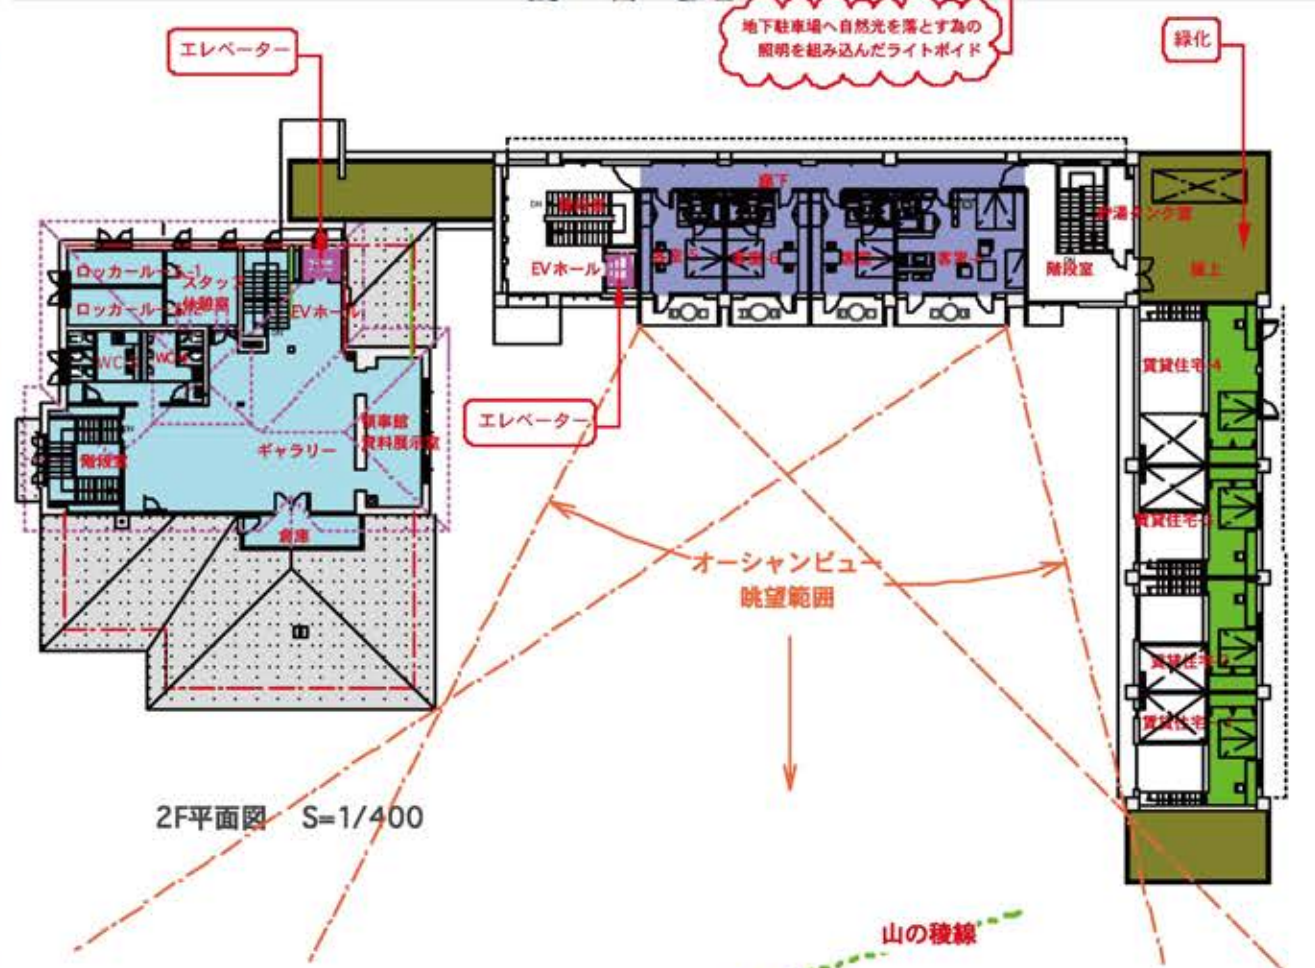 地下駐車場へ自然光を落とす為の
照明を組み込んだライトボイド
エレベーター
緑化
廊下
貯湯タンク室
EVホール
階段室
屋上
ロッカールーム-1
スタッフ
休憩室
ロッカールーム-2
EVホール
賃貸住宅-4
エレベーター
領事館
資料展示室
ギャラリー
階段室
倉庫
賃貸住宅-3
オーシャンビュー
眺望範囲
賃貸住宅
賃貸住宅
2F平面図 S=1/400
山の稜線